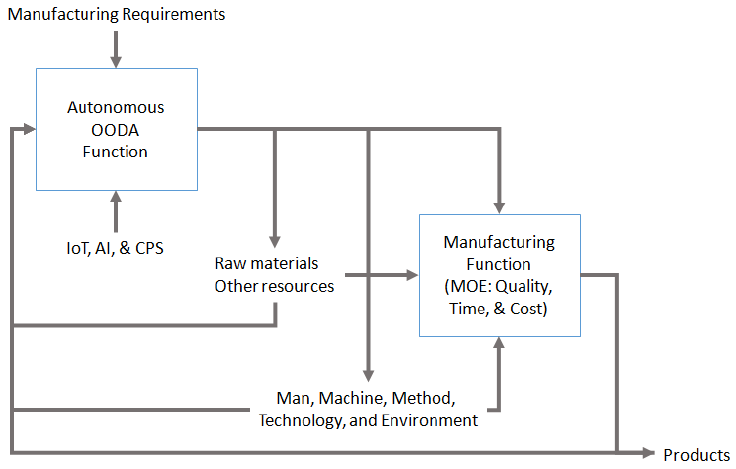 Manufacturing Requirements
Autonomous
OODA
Function
IoT, AI, & CPS
Raw materials
Other resources
Manufacturing
Function
(MOE: Quality,
Time, & Cost)
Man, Machine, Method,
Technology, and Environment
Products